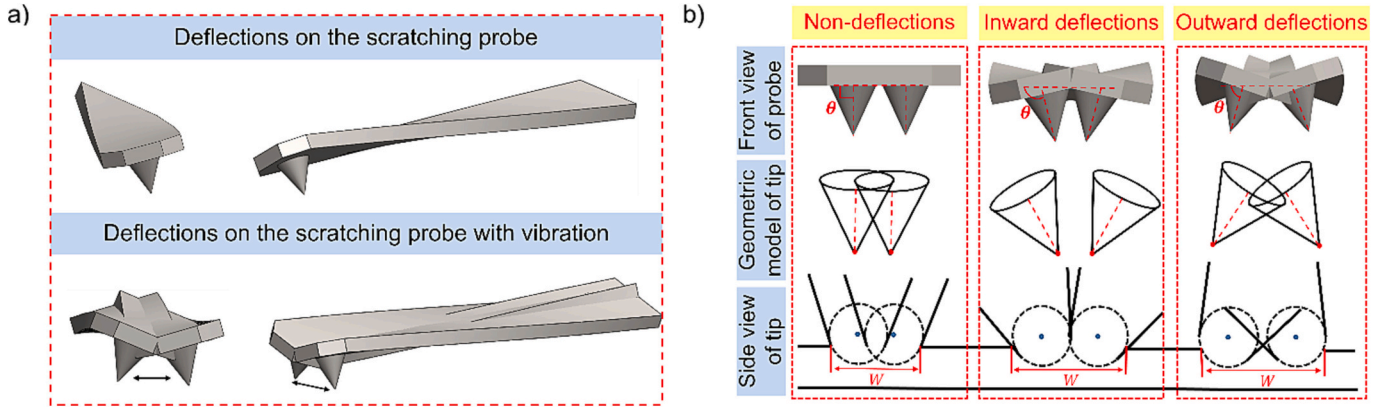 a)
Deflections on the scratching probe
Deflections on the scratching probe with vibration
b)
Non-deflections
Inward deflections
Outward deflections
Front view
of probe
θ
θ
θ
Geometric
model of tip
Side view
of tip
W
W
W